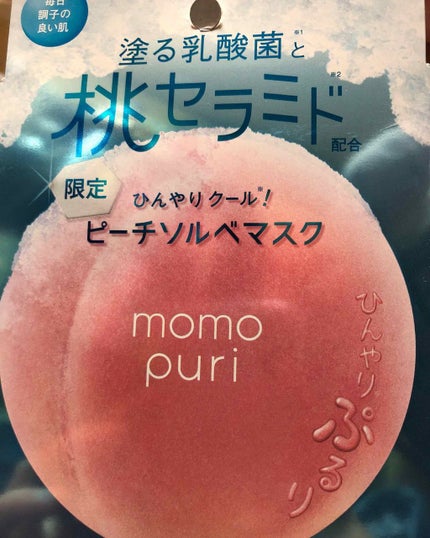 毎日
調子の
良い肌
塗る乳酸菌※1と
桃セラミド※2
配合
限定
ひんやりクール※!
ピーチソルベマスク
momo
puri
ひんやり
ぷるり